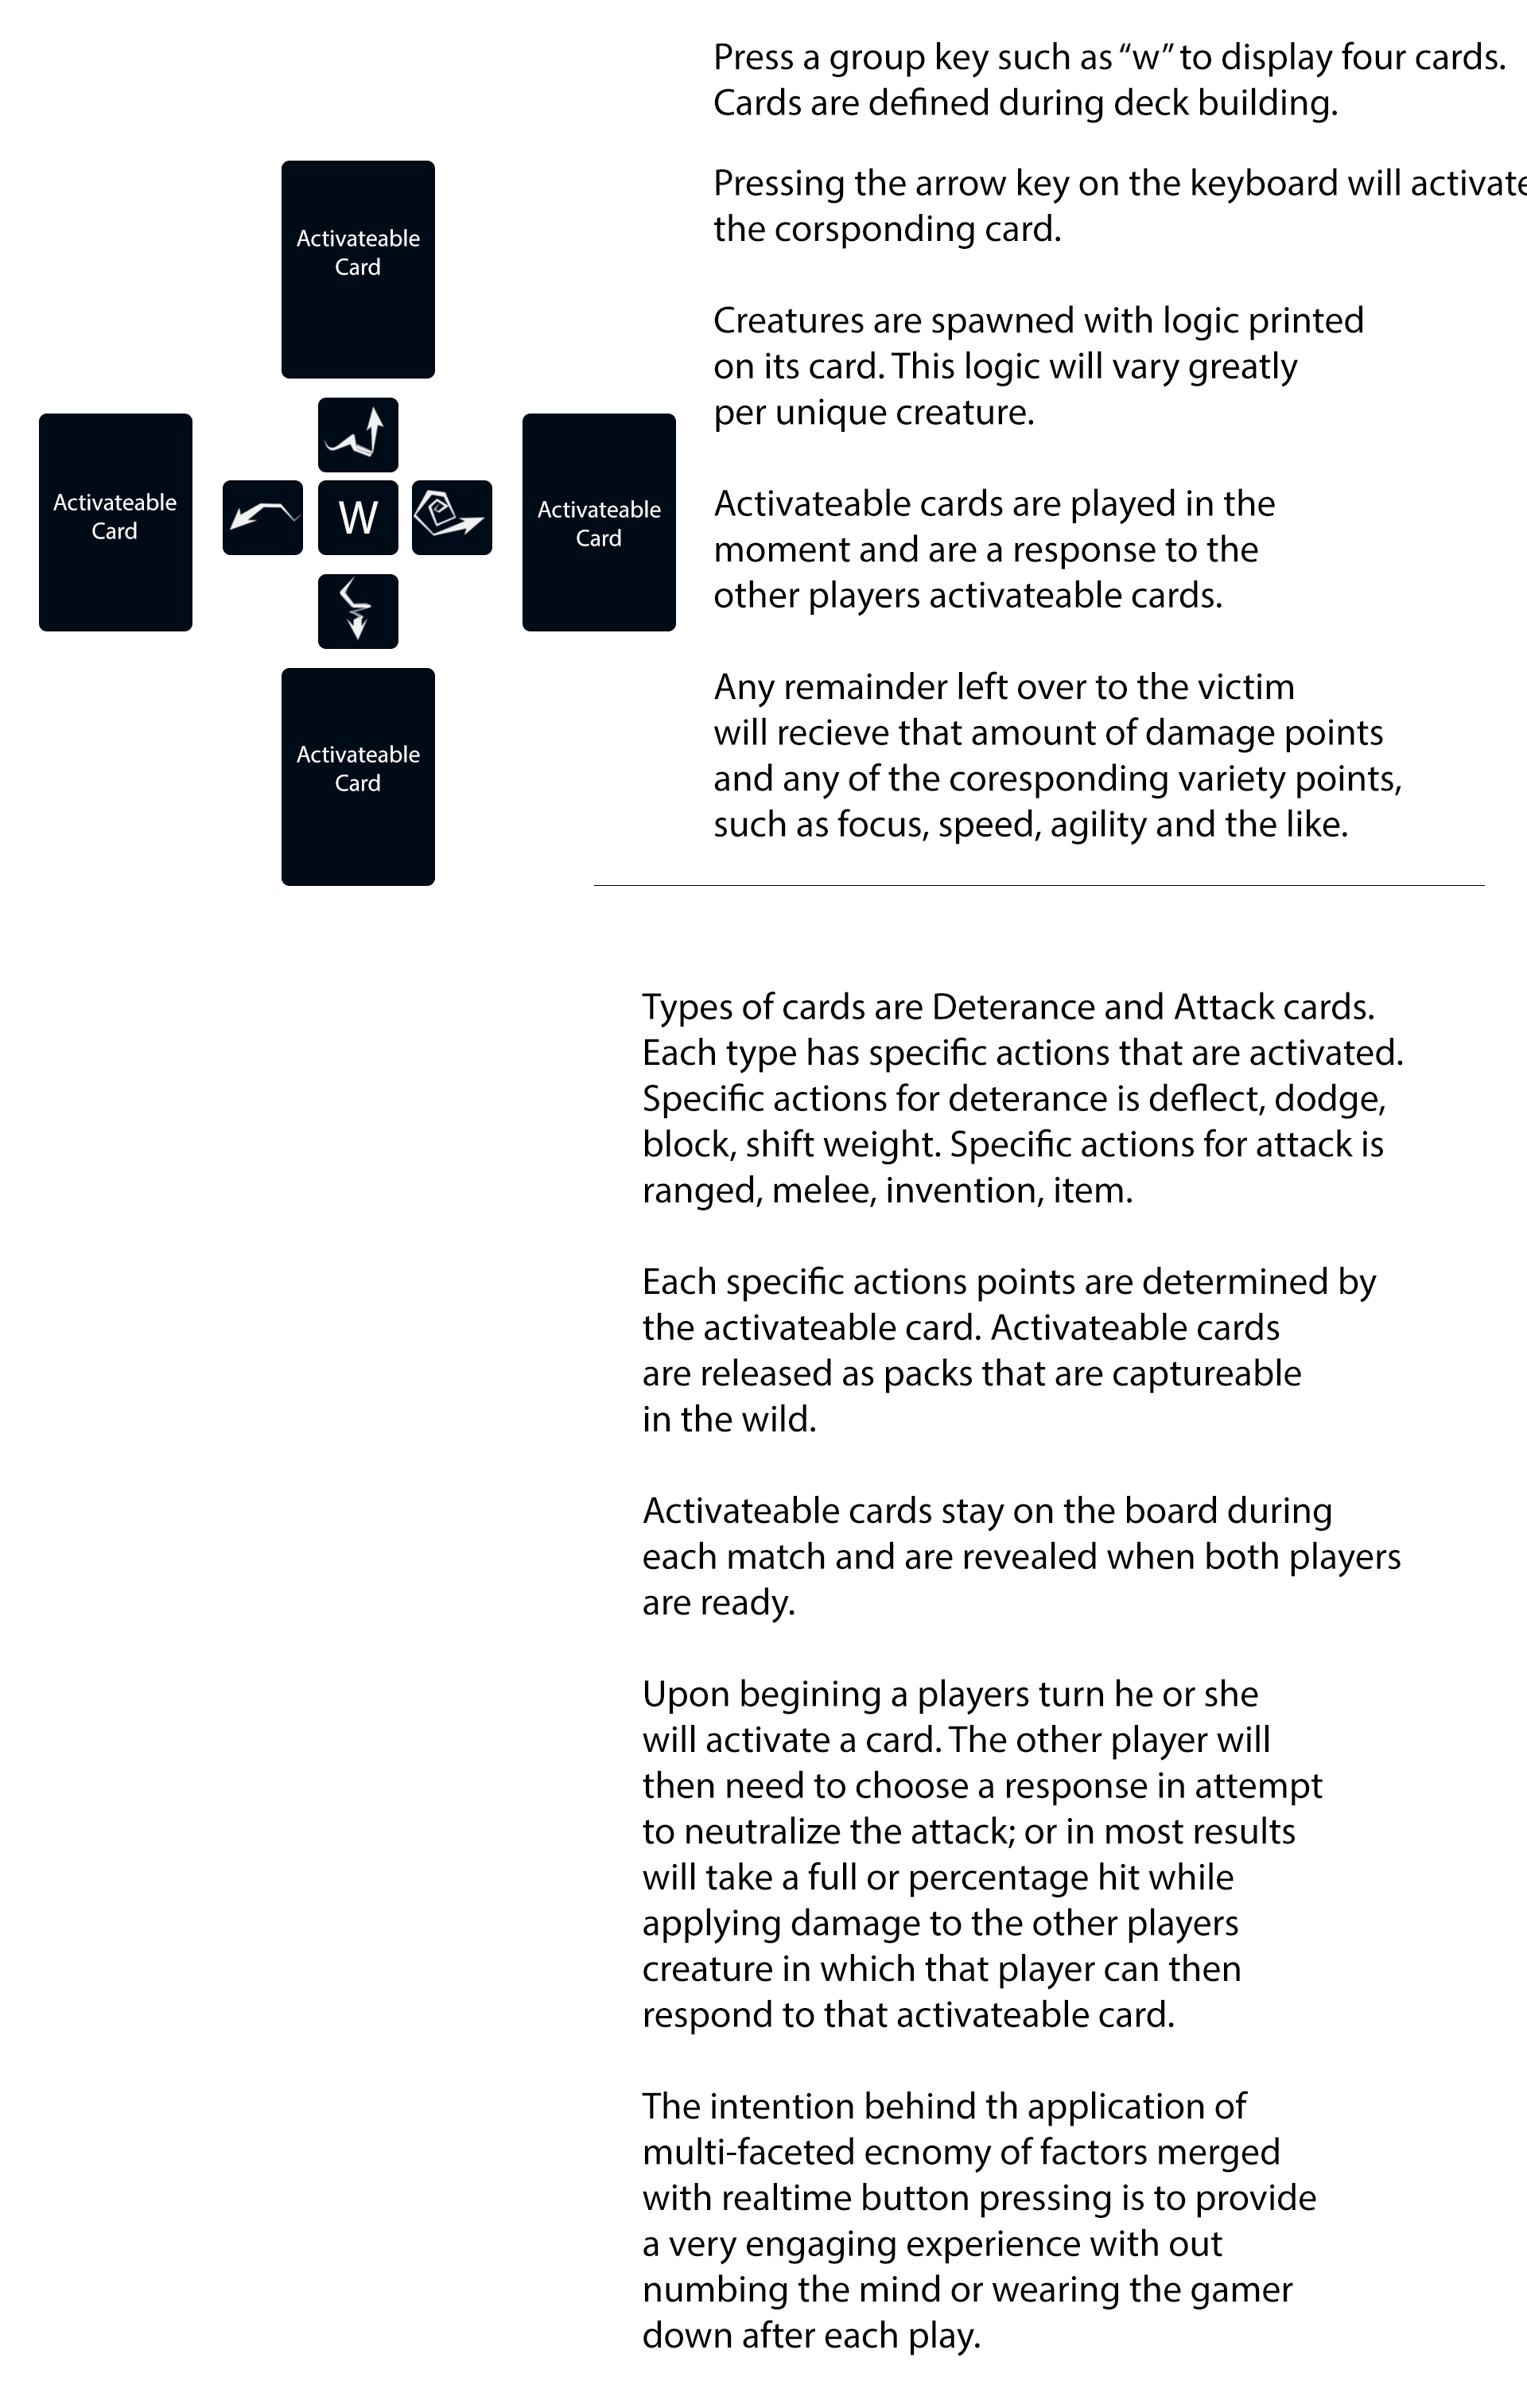 Press a group key such as “w” to display four cards.
Cards are defined during deck building.
Pressing the arrow key on the keyboard will activate
the corsponding card.
Creatures are spawned with logic printed
on its card. This logic will vary greatly
per unique creature.
Activateable cards are played in the
moment and are a response to the
other players activateable cards.
Any remainder left over to the victim
will recieve that amount of damage points
and any of the coresponding variety points,
such as focus, speed, agility and the like.
Activateable
Card
Activateable
Card
W
Activateable
Card
Activateable
Card
Types of cards are Deterance and Attack cards.
Each type has specific actions that are activated.
Specific actions for deterance is deflect, dodge,
block, shift weight. Specific actions for attack is
ranged, melee, invention, item.
Each specific actions points are determined by
the activateable card. Activateable cards
are released as packs that are captureable
in the wild.
Activateable cards stay on the board during
each match and are revealed when both players
are ready.
Upon begining a players turn he or she
will activate a card. The other player will
then need to choose a response in attempt
to neutralize the attack; or in most results
will take a full or percentage hit while
applying damage to the other players
creature in which that player can then
respond to that activateable card.
The intention behind th application of
multi-faceted ecnomy of factors merged
with realtime button pressing is to provide
a very engaging experience with out
numbing the mind or wearing the gamer
down after each play.